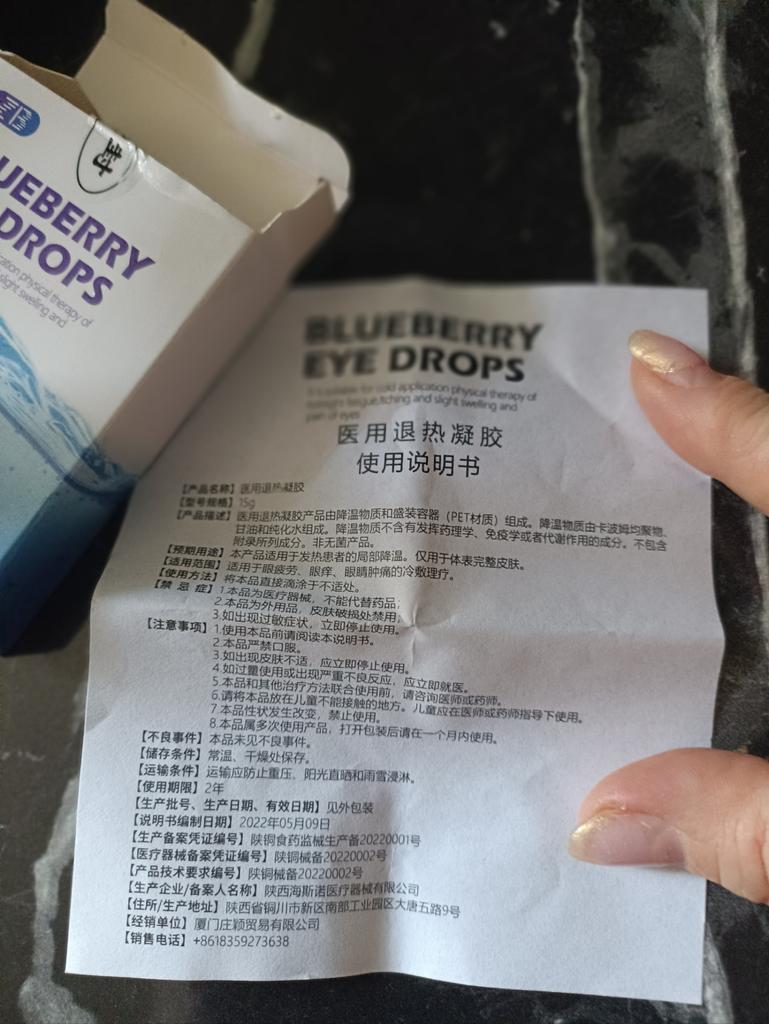 封
UEBERRY
DROPS
cation physical therapy of
slight swelling and
BLUEBERRY
EYE DROPS
It is suitable for cold application physical therapy of
eyesight fatigue,itching and slight swelling and
pain of eyes
医用退热凝胶
使用说明书
【产品名称】医用退热凝胶
【型号规格】15g
【产品描述】医用退热凝胶产品由降温物质和盛装容器（PET材质）组成。降温物质由卡波姆均聚物、
甘油和纯化水组成。降温物质不含有发挥药理学、免疫学或者代谢作用的成分。不包含
附录所列成分。非无菌产品。
【预期用途】本产品适用于发热患者的局部降温。仅用于体表完整皮肤。
【适用范围】适用于眼疲劳、眼痒、眼睛肿痛的冷敷理疗。
【使用方法】将本品直接滴涂于不适处。
【禁 忌 症】1.本品为医疗器械，不能代替药品；
2.本品为外用品，皮肤破损处禁用；
3.如出现过敏症状，立即停止使用。
【注意事项】1.使用本品前请阅读本说明书。
2.本品严禁口服。
3.如出现皮肤不适，应立即停止使用。
4.如过量使用或出现严重不良反应，应立即就医。
5.本品和其他治疗方法联合使用前，请咨询医师或药师。
6.请将本品放在儿童不能接触的地方。儿童应在医师或药师指导下使用。
7.本品性状发生改变，禁止使用。
8.本品属多次使用产品，打开包装后请在一个月内使用。
【不良事件】本品未见不良事件。
【储存条件】常温、干燥处保存。
【运输条件】运输应防止重压、阳光直晒和雨雪浸淋。
【使用期限】2年
【生产批号、生产日期、有效日期】见外包装
【说明书编制日期】2022年05月09日
【生产备案凭证编号】陕铜食药监械生产备20220001号
【医疗器械备案凭证编号】陕铜械备20220002号
【产品技术要求编号】陕铜械备20220002号
【生产企业/备案人名称】陕西海斯诺医疗器械有限公司
【住所/生产地址】陕西省铜川市新区南部工业园区大唐五路9号
【经销单位】厦门庄颖贸易有限公司
【销售电话】+8618359273638